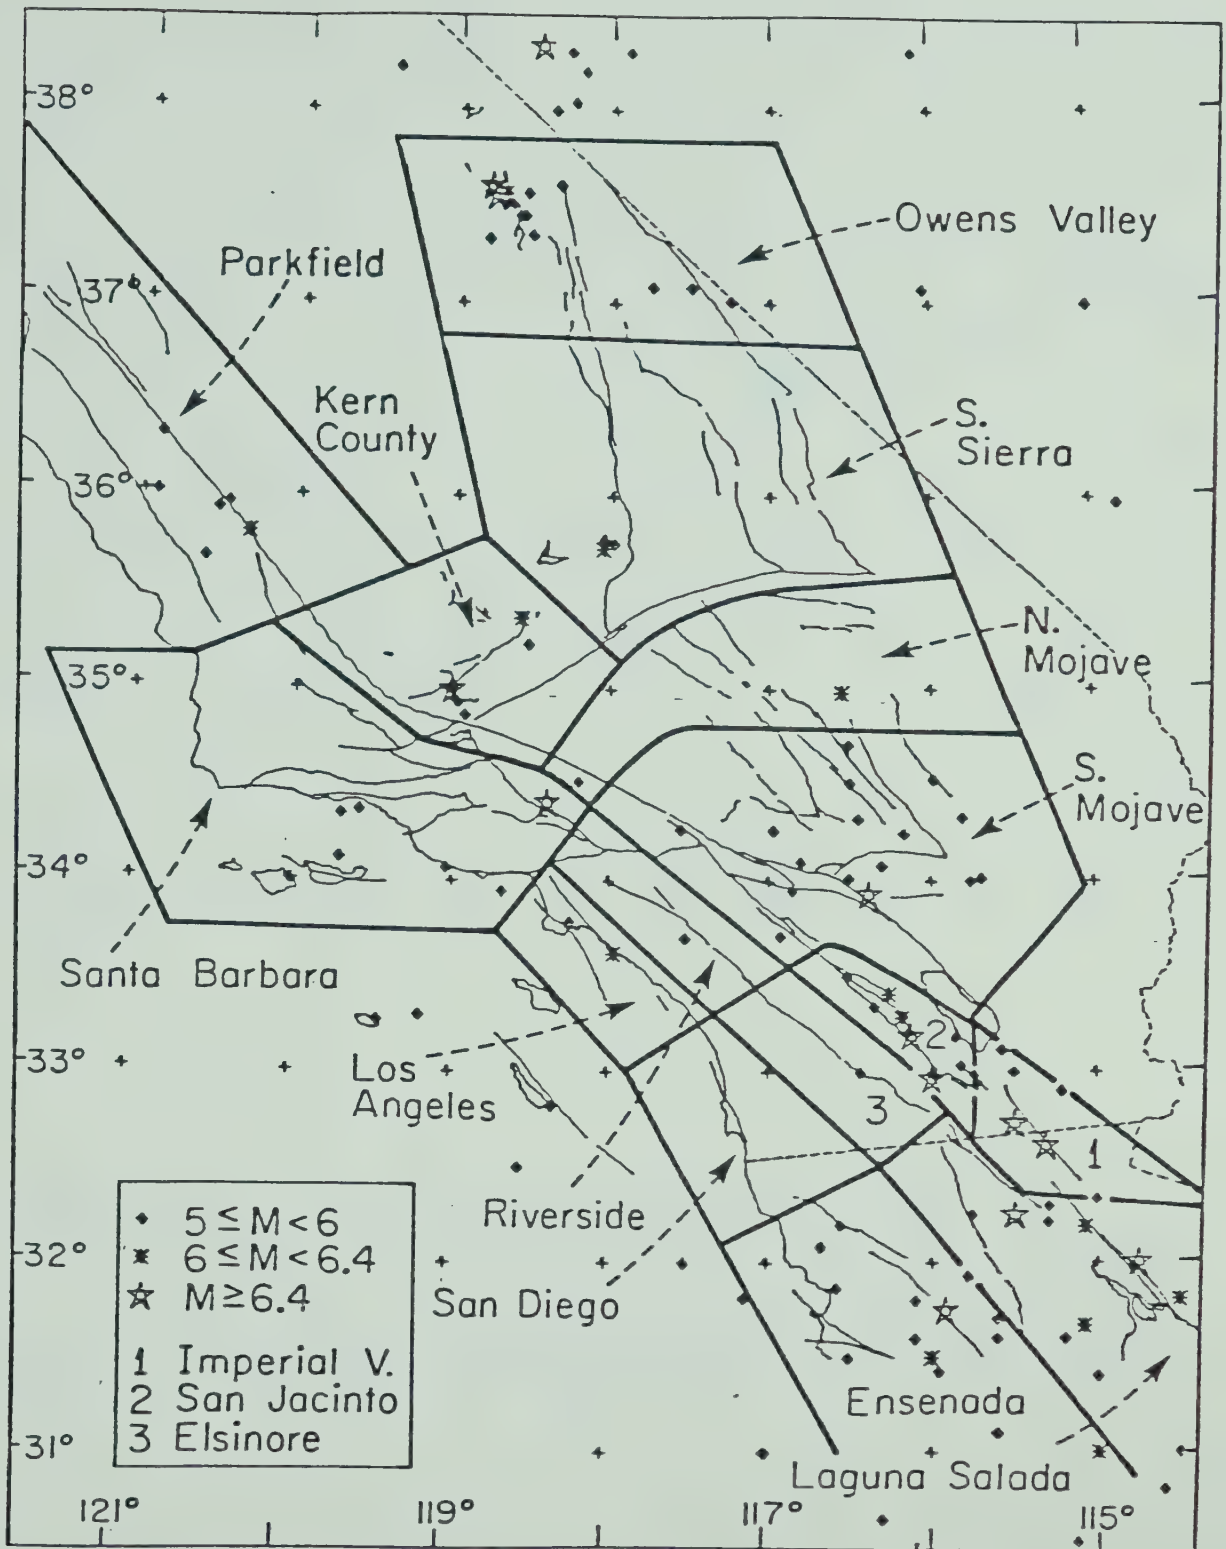 38°
Owens Valley
Parkfield
37°
Kern
County
S.
Sierra
36°
N.
Mojave
35°
S.
Mojave
34°
Santa Barbara
2
33°
Los
Angeles
3
1
Riverside
5 ≤ M < 6
6 ≤ M < 6.4
M ≥ 6.4
32°
San Diego
1 Imperial V.
2 San Jacinto
3 Elsinore
Ensenada
31°
Laguna Salada
121° 119° 117° 115°